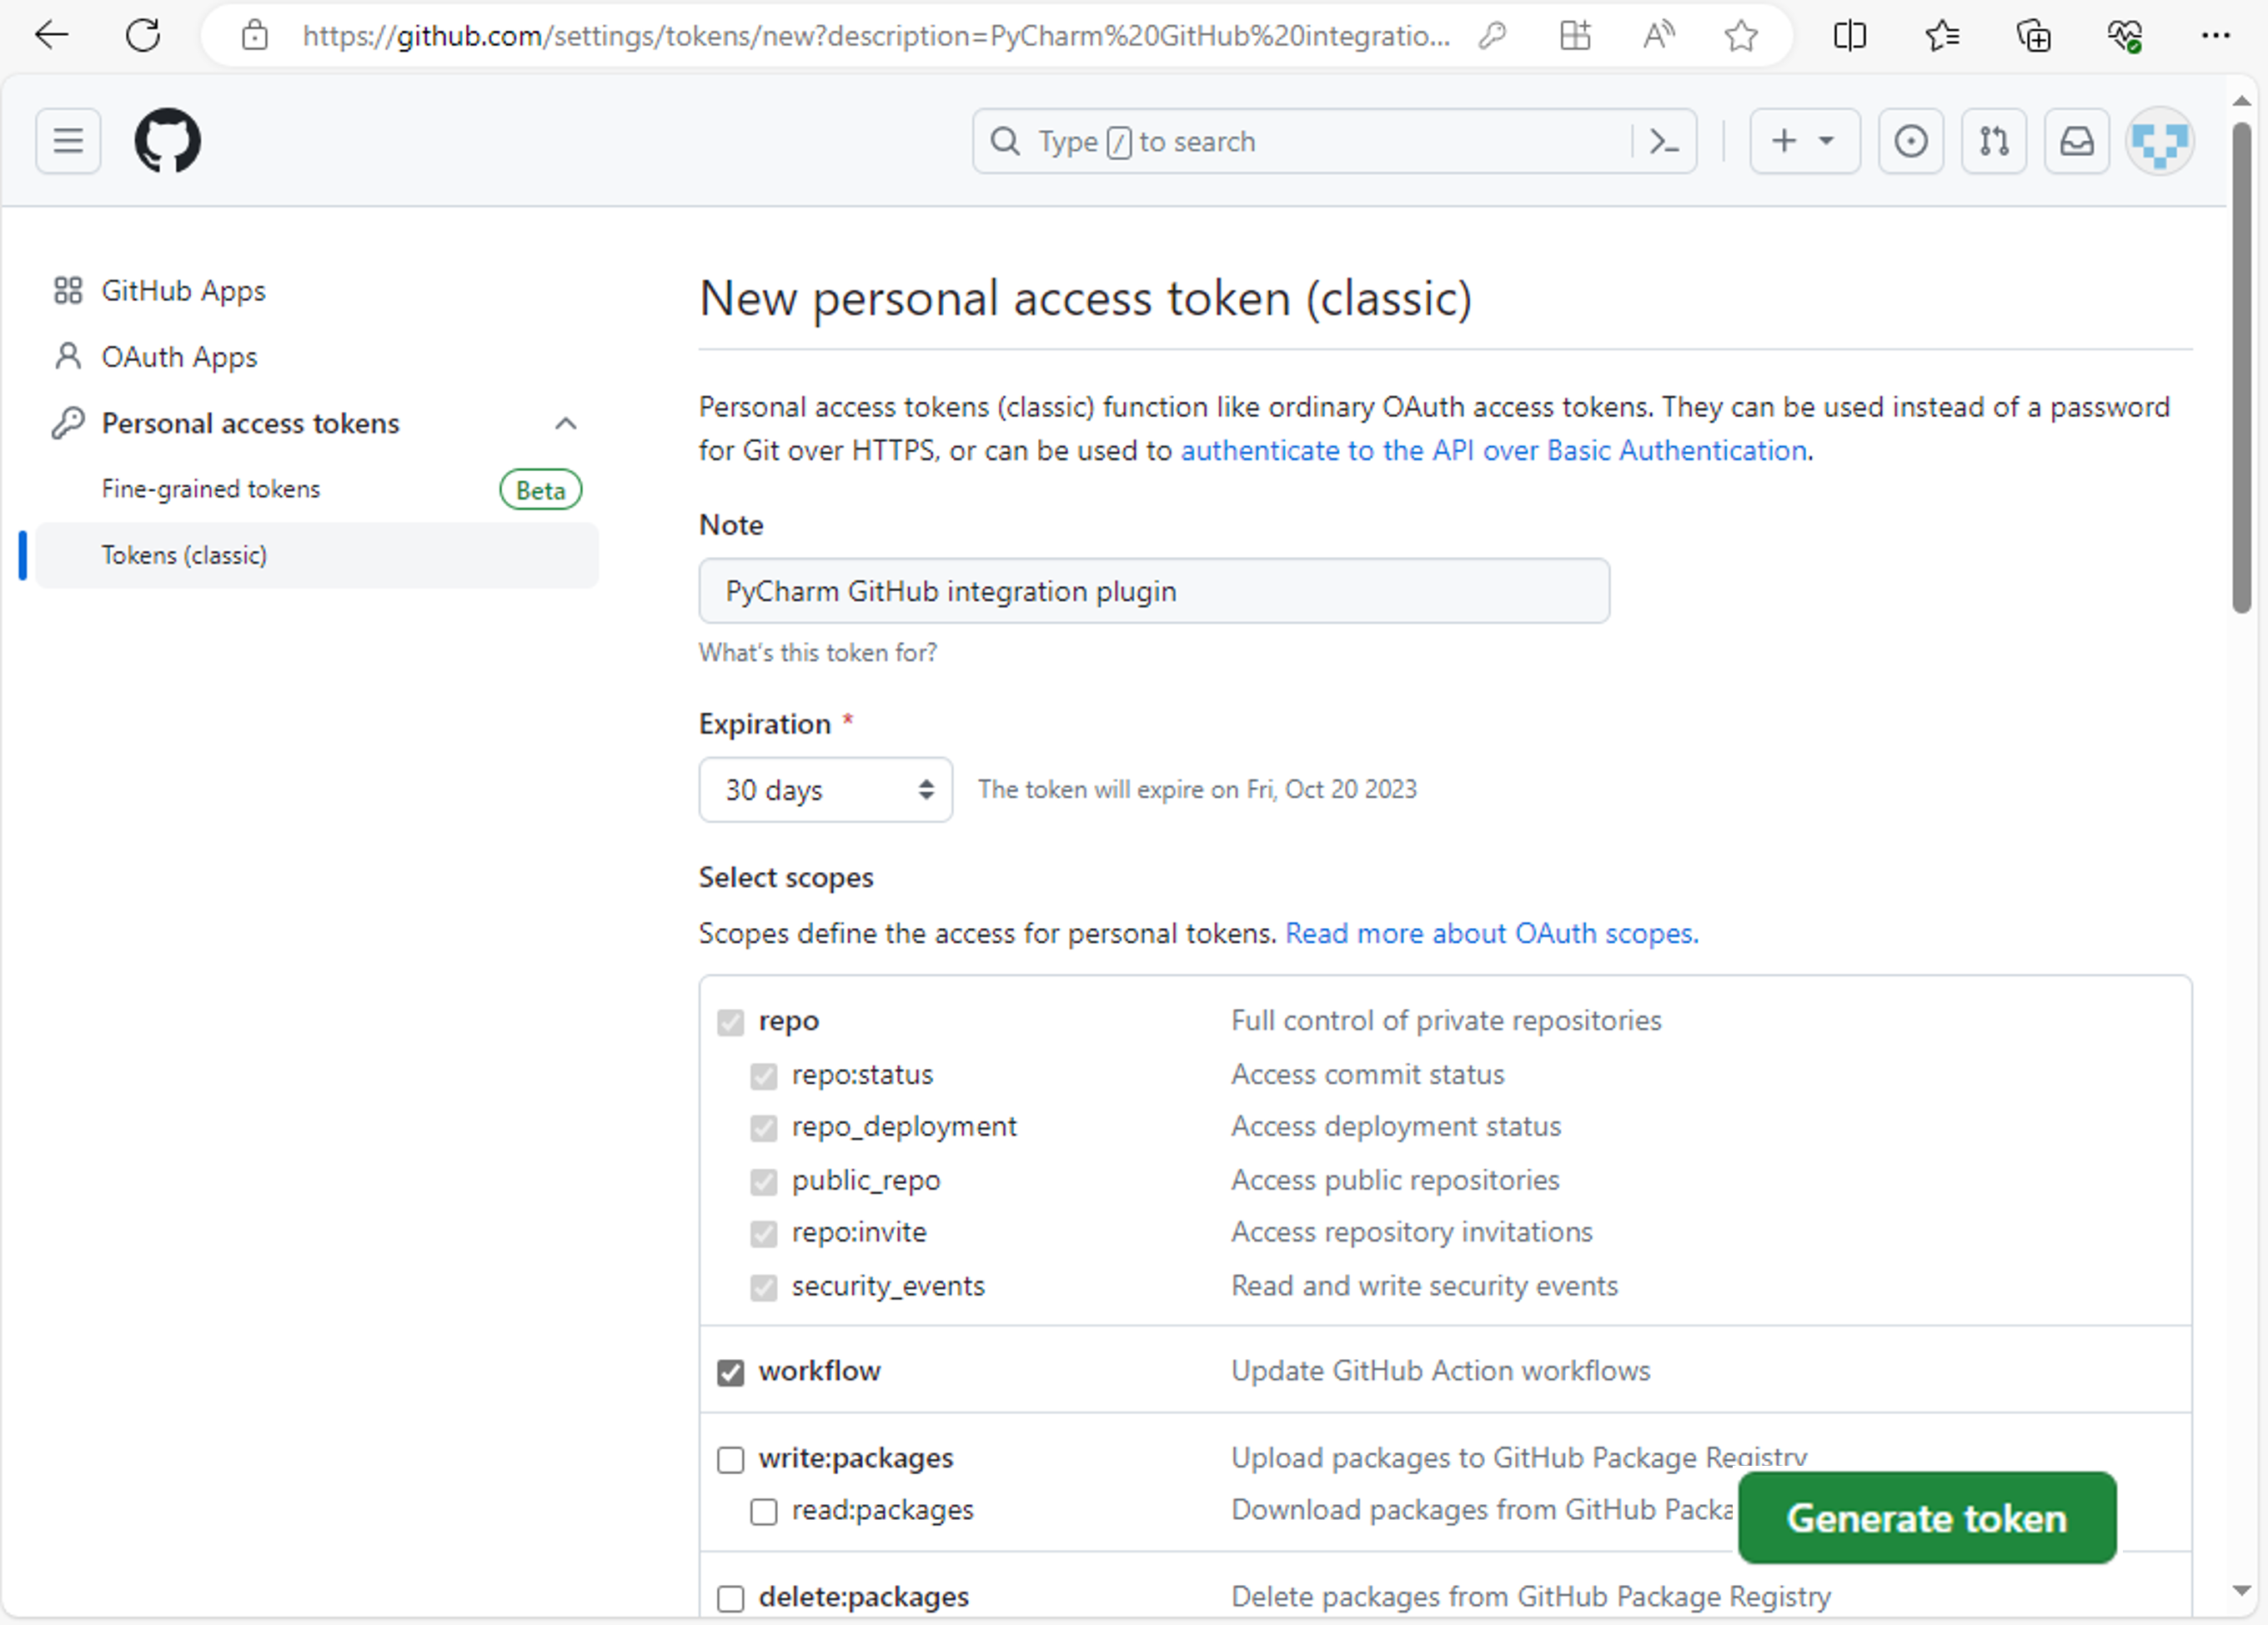 https://github.com/settings/tokens/new?description=PyCharm%20GitHub%20integratio...
Type / to search
GitHub Apps
OAuth Apps
Personal access tokens
Fine-grained tokens Beta
Tokens (classic)
New personal access token (classic)
Personal access tokens (classic) function like ordinary OAuth access tokens. They can be used instead of a password
for Git over HTTPS, or can be used to authenticate to the API over Basic Authentication.
Note
PyCharm GitHub integration plugin
What's this token for?
Expiration *
30 days The token will expire on Fri, Oct 20 2023
Select scopes
Scopes define the access for personal tokens. Read more about OAuth scopes.
repo Full control of private repositories
repo:status Access commit status
repo_deployment Access deployment status
public_repo Access public repositories
repo:invite Access repository invitations
security_events Read and write security events
workflow Update GitHub Action workflows
write:packages Upload packages to GitHub Package Registry
read:packages Download packages from GitHub Packa
Generate token
delete:packages Delete packages from GitHub Package Registry